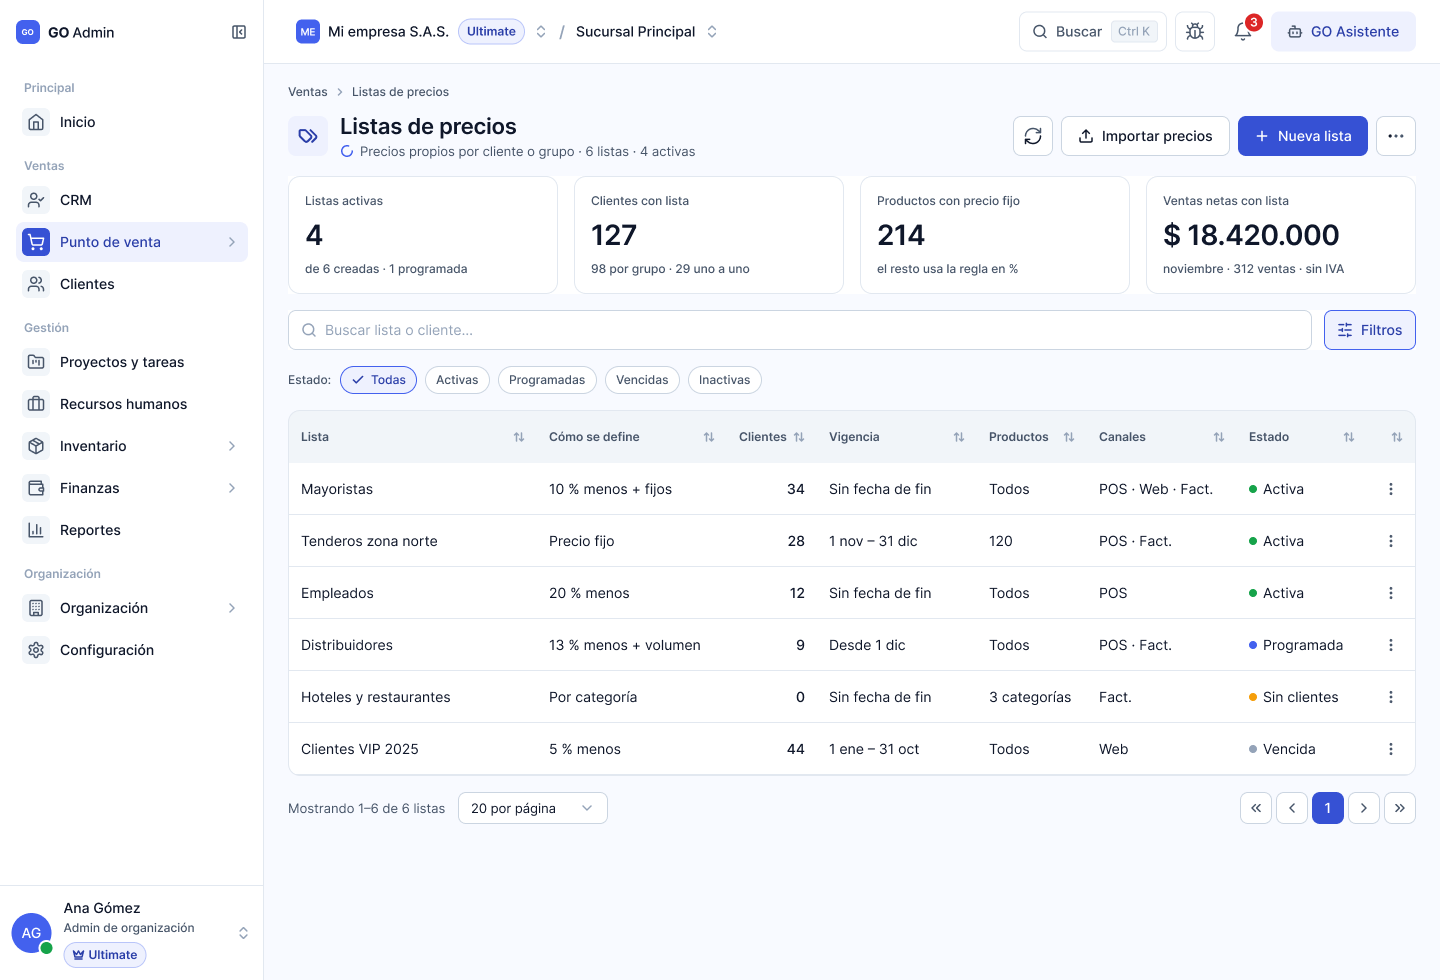 GO
GO Admin
Principal
Inicio
Ventas
CRM
Punto de venta
Clientes
Gestión
Proyectos y tareas
Recursos humanos
Inventario
Finanzas
Reportes
Organización
Organización
Configuración
AG
Ana Gómez
Admin de organización
Ultimate
ME Mi empresa S.A.S. Ultimate / Sucursal Principal
Buscar Ctrl K
3
GO Asistente
Ventas > Listas de precios
Listas de precios
Precios propios por cliente o grupo · 6 listas · 4 activas
Importar precios
+ Nueva lista
Listas activas
4
de 6 creadas · 1 programada
Clientes con lista
127
98 por grupo · 29 uno a uno
Productos con precio fijo
214
el resto usa la regla en %
Ventas netas con lista
$ 18.420.000
noviembre · 312 ventas · sin IVA
Buscar lista o cliente...
Filtros
Estado: Todas Activas Programadas Vencidas Inactivas
Lista Cómo se define Clientes Vigencia Productos Canales Estado
Mayoristas 10 % menos + fijos 34 Sin fecha de fin Todos POS · Web · Fact. Activa
Tenderos zona norte Precio fijo 28 1 nov – 31 dic 120 POS · Fact. Activa
Empleados 20 % menos 12 Sin fecha de fin Todos POS Activa
Distribuidores 13 % menos + volumen 9 Desde 1 dic Todos POS · Fact. Programada
Hoteles y restaurantes Por categoría 0 Sin fecha de fin 3 categorías Fact. Sin clientes
Clientes VIP 2025 5 % menos 44 1 ene – 31 oct Todos Web Vencida
Mostrando 1–6 de 6 listas 20 por página « ‹ 1 › »